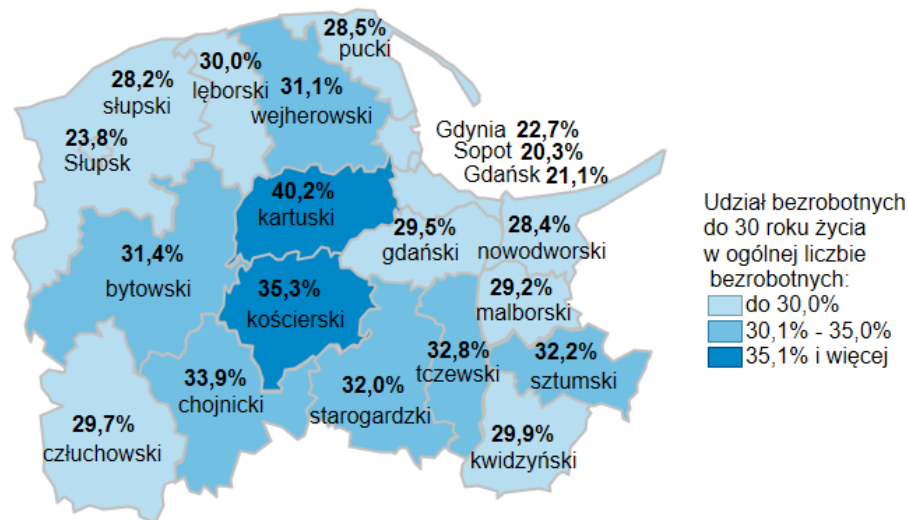 28,5%
pucki
30,0%
lęborski
28,2%
słupski
31,1%
wejherowski
23,8%
Słupsk
Gdynia 22,7%
Sopot 20,3%
Gdańsk 21,1%
40,2%
kartuski
29,5%
gdański
28,4%
nowodworski
31,4%
bytowski
35,3%
kościerski
29,2%
malborski
33,9%
chojnicki
32,0%
starogardzki
32,8%
tczewski
32,2%
sztumski
29,7%
człuchowski
29,9%
kwidzyński
Udział bezrobotnych
do 30 roku życia
w ogólnej liczbie
bezrobotnych:
do 30,0%
30,1% - 35,0%
35,1% i więcej